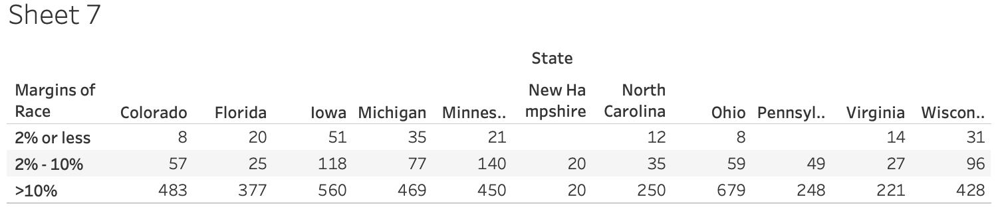 Sheet 7
State
Margins of Race Colorado Florida Iowa Michigan Minnes.. New Ha mpshire North Carolina Ohio Pennsyl.. Virginia Wiscon..
2% or less 8 20 51 35 21 12 8 14 31
2% - 10% 57 25 118 77 140 20 35 59 49 27 96
>10% 483 377 560 469 450 20 250 679 248 221 428